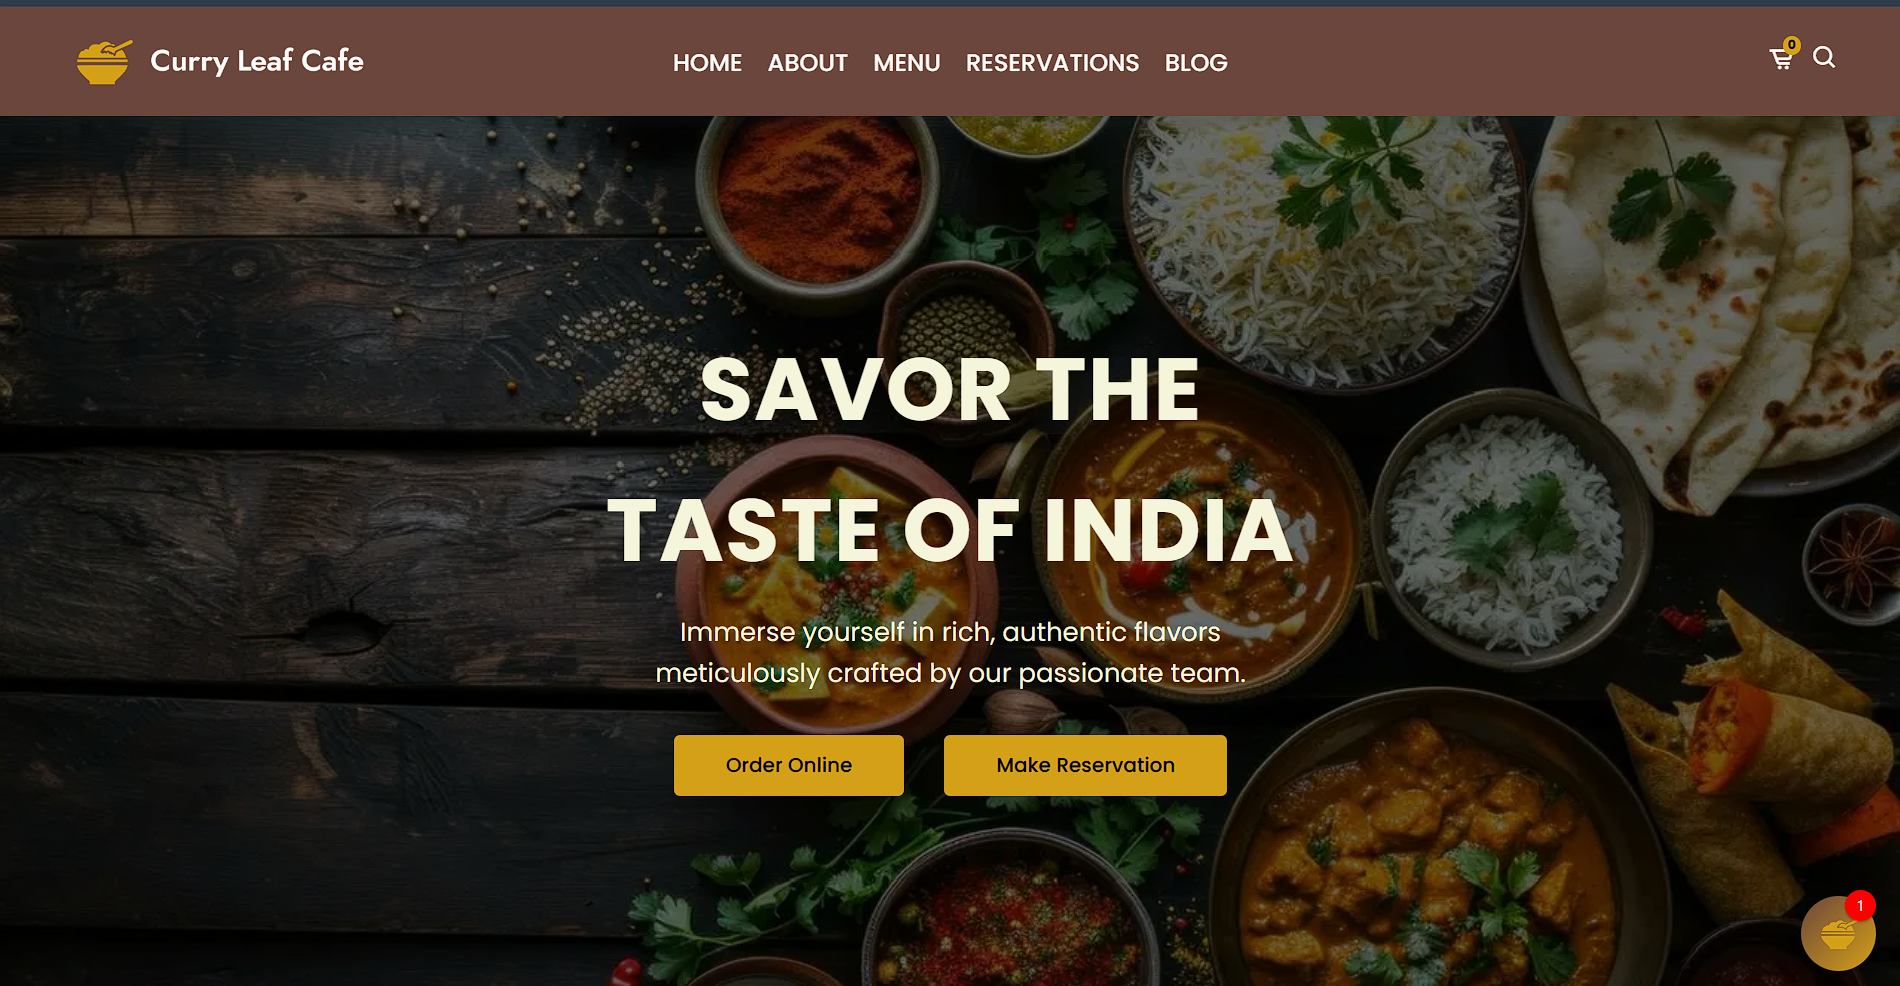 Curry Leaf Cafe
HOME ABOUT MENU RESERVATIONS BLOG
0
SAVOR THE
TASTE OF INDIA
Immerse yourself in rich, authentic flavors
meticulously crafted by our passionate team.
Order Online
Make Reservation
1